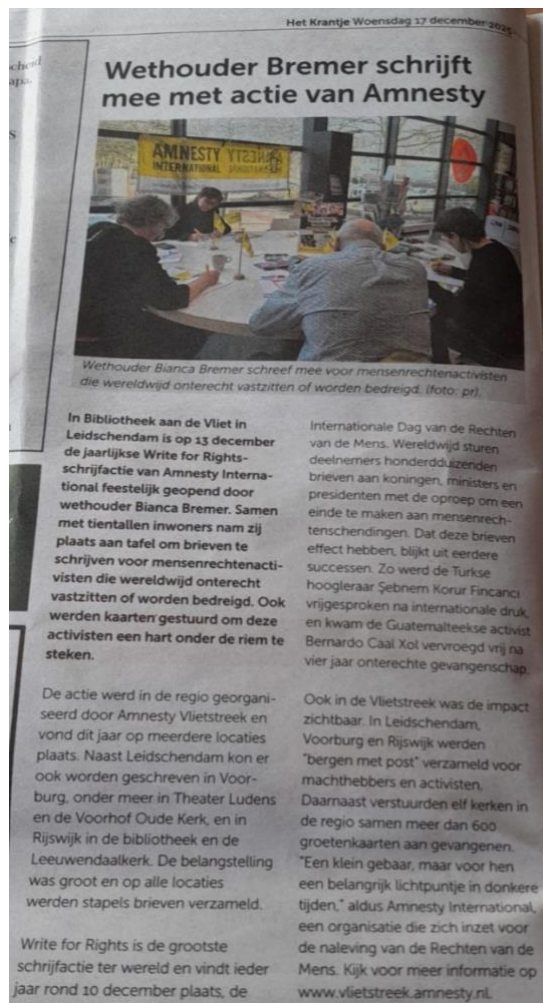 Het Krantje Woensdag 17 december 2025
Wethouder Bremer schrijft
mee met actie van Amnesty
AMNESTY
INTERNATIONAL
Wethouder Bianca Bremer schreef mee voor mensenrechtenactivisten
die wereldwijd onterecht vastzitten of worden bedreigd. (foto: pr).
In Bibliotheek aan de Vliet in
Leidschendam is op 13 december
de jaarlijkse Write for Rights-
schrijfactie van Amnesty Interna-
tional feestelijk geopend door
wethouder Bianca Bremer. Samen
met tientallen inwoners nam zij
plaats aan tafel om brieven te
schrijven voor mensenrechtenacti-
visten die wereldwijd onterecht
vastzitten of worden bedreigd. Ook
werden kaarten gestuurd om deze
activisten een hart onder de riem te
steken.
De actie werd in de regio georgani-
seerd door Amnesty Vlietstreek en
vond dit jaar op meerdere locaties
plaats. Naast Leidschendam kon er
ook worden geschreven in Voor-
burg, onder meer in Theater Ludens
en de Voorhof Oude Kerk, en in
Rijswijk in de bibliotheek en de
Leeuwendaalkerk. De belangstelling
was groot en op alle locaties
werden stapels brieven verzameld.
Write for Rights is de grootste
schrijfactie ter wereld en vindt ieder
jaar rond 10 december plaats, de
Internationale Dag van de Rechten
van de Mens. Wereldwijd sturen
deelnemers honderdduizenden
brieven aan koningen, ministers en
presidenten met de oproep om een
einde te maken aan mensenrech-
tenschendingen. Dat deze brieven
effect hebben, blijkt uit eerdere
successen. Zo werd de Turkse
hoogleraar Şebnem Korur Fincanci
vrijgesproken na internationale druk,
en kwam de Guatemalteekse activist
Bernardo Caal Xol vervroegd vrij na
vier jaar onterechte gevangenschap.
Ook in de Vlietstreek was de impact
zichtbaar. In Leidschendam,
Voorburg en Rijswijk werden
"bergen met post" verzameld voor
machthebbers en activisten.
Daarnaast verstuurden elf kerken in
de regio samen meer dan 600
groetenkaarten aan gevangenen.
"Een klein gebaar, maar voor hen
een belangrijk lichtpuntje in donkere
tijden," aldus Amnesty International,
een organisatie die zich inzet voor
de naleving van de Rechten van de
Mens. Kijk voor meer informatie op
www.vlietstreek.amnesty.nl.